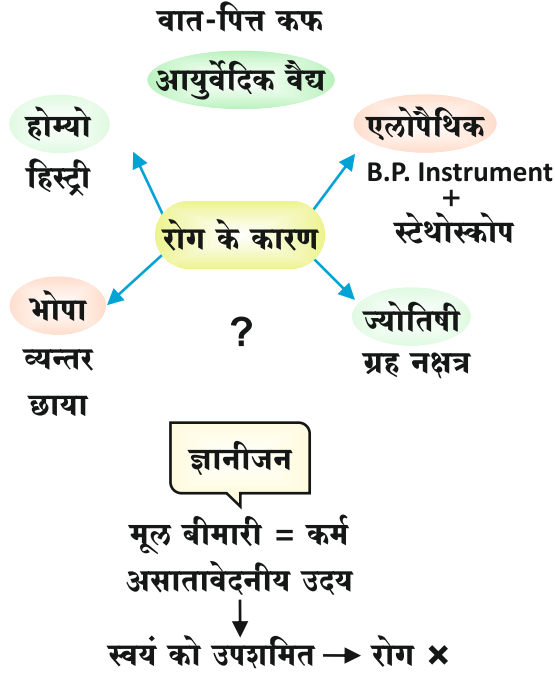 वात-पित्त कफ
आयुर्वेदिक वैद्य
होम्यो
हिस्ट्री
एलोपैथिक
B.P. Instrument
+
स्टेथोस्कोप
रोग के कारण
भोपा
व्यन्तर
छाया
?
ज्योतिषी
ग्रह नक्षत्र
ज्ञानीजन
मूल बीमारी = कर्म
असातावेदनीय उदय
स्वयं को उपशमित → रोग ×